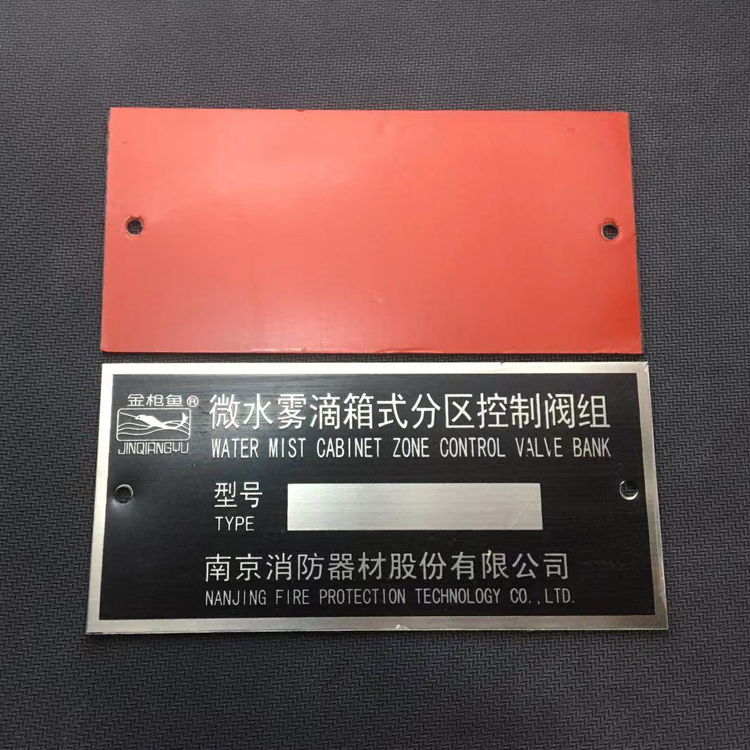 金枪鱼®
JINQIANGYU
微水雾滴箱式分区控制阀组
WATER MIST CABINET ZONE CONTROL VALVE BANK
型号
TYPE
南京消防器材股份有限公司
NANJING FIRE PROTECTION TECHNOLOGY CO.,LTD.